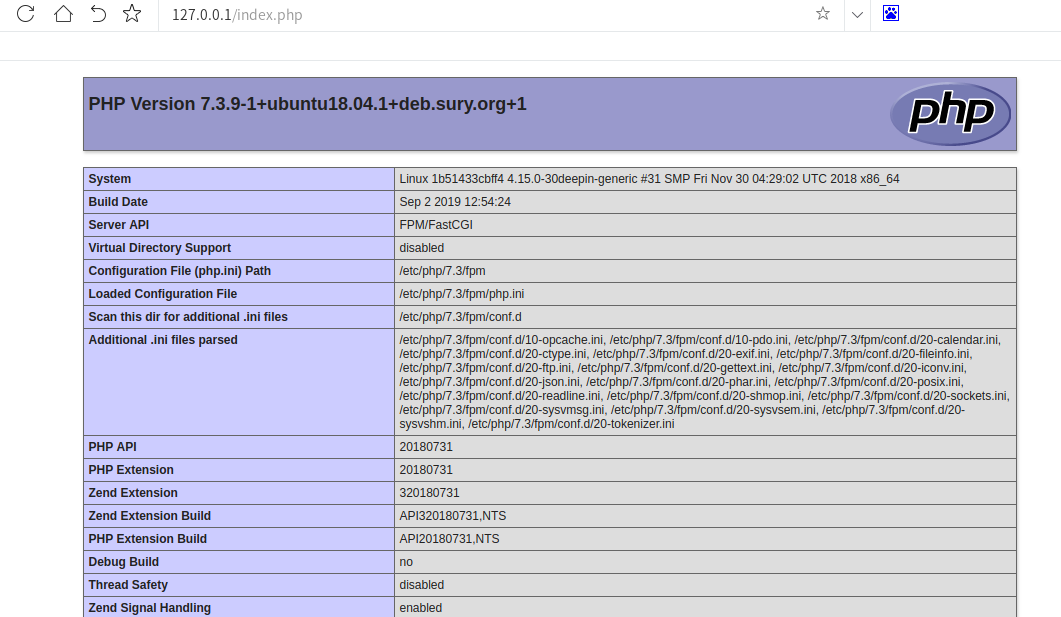 127.0.0.1/index.php
PHP Version 7.3.9-1+ubuntu18.04.1+deb.sury.org+1
php
System Linux 1b51433cbff4 4.15.0-30deepin-generic #31 SMP Fri Nov 30 04:29:02 UTC 2018 x86_64
Build Date Sep 2 2019 12:54:24
Server API FPM/FastCGI
Virtual Directory Support disabled
Configuration File (php.ini) Path /etc/php/7.3/fpm
Loaded Configuration File /etc/php/7.3/fpm/php.ini
Scan this dir for additional .ini files /etc/php/7.3/fpm/conf.d
Additional .ini files parsed /etc/php/7.3/fpm/conf.d/10-opcache.ini, /etc/php/7.3/fpm/conf.d/10-pdo.ini, /etc/php/7.3/fpm/conf.d/20-calendar.ini,
/etc/php/7.3/fpm/conf.d/20-ctype.ini, /etc/php/7.3/fpm/conf.d/20-exif.ini, /etc/php/7.3/fpm/conf.d/20-fileinfo.ini,
/etc/php/7.3/fpm/conf.d/20-ftp.ini, /etc/php/7.3/fpm/conf.d/20-gettext.ini, /etc/php/7.3/fpm/conf.d/20-iconv.ini,
/etc/php/7.3/fpm/conf.d/20-json.ini, /etc/php/7.3/fpm/conf.d/20-phar.ini, /etc/php/7.3/fpm/conf.d/20-posix.ini,
/etc/php/7.3/fpm/conf.d/20-readline.ini, /etc/php/7.3/fpm/conf.d/20-shmop.ini, /etc/php/7.3/fpm/conf.d/20-sockets.ini,
/etc/php/7.3/fpm/conf.d/20-sysvmsg.ini, /etc/php/7.3/fpm/conf.d/20-sysvsem.ini, /etc/php/7.3/fpm/conf.d/20-
sysvshm.ini, /etc/php/7.3/fpm/conf.d/20-tokenizer.ini
PHP API 20180731
PHP Extension 20180731
Zend Extension 320180731
Zend Extension Build API320180731,NTS
PHP Extension Build API20180731,NTS
Debug Build no
Thread Safety disabled
Zend Signal Handling enabled